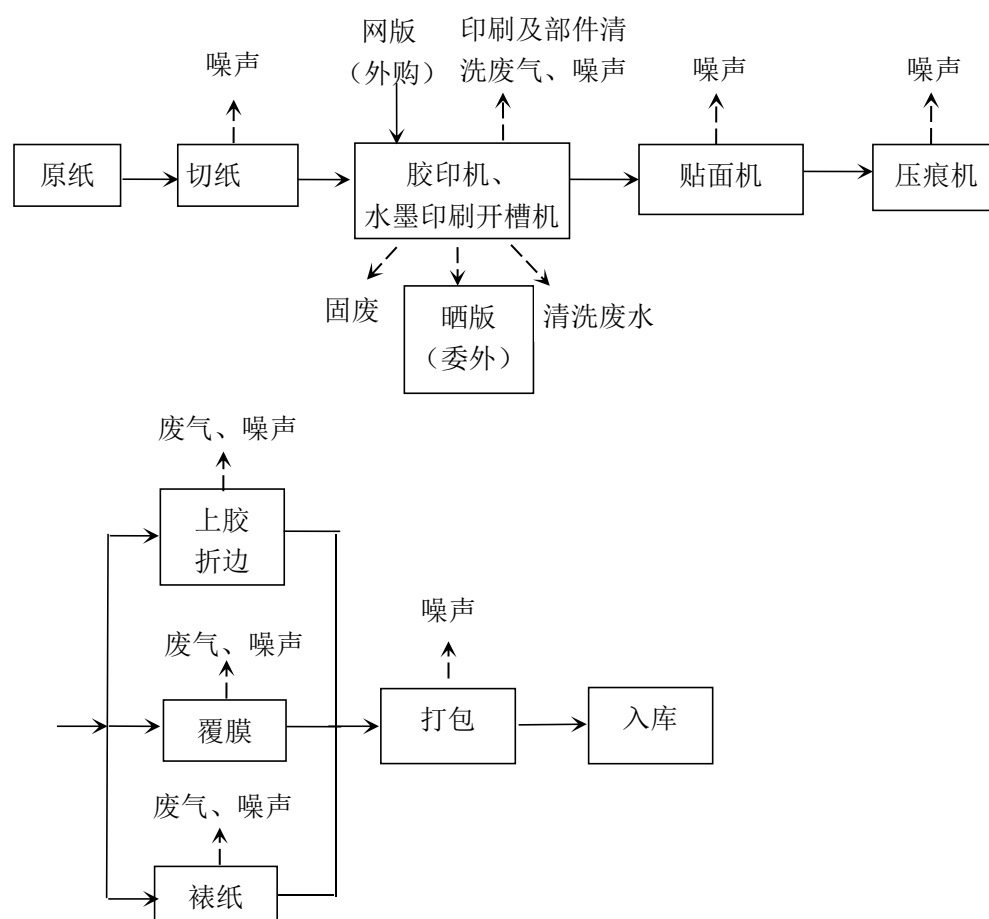 网版
（外购）
印刷及部件清
洗废气、噪声
噪声
噪声
噪声
原纸
切纸
胶印机、
水墨印刷开槽机
贴面机
压痕机
固废
晒版
（委外）
清洗废水
废气、噪声
上胶
折边
噪声
废气、噪声
覆膜
打包
入库
废气、噪声
裱纸